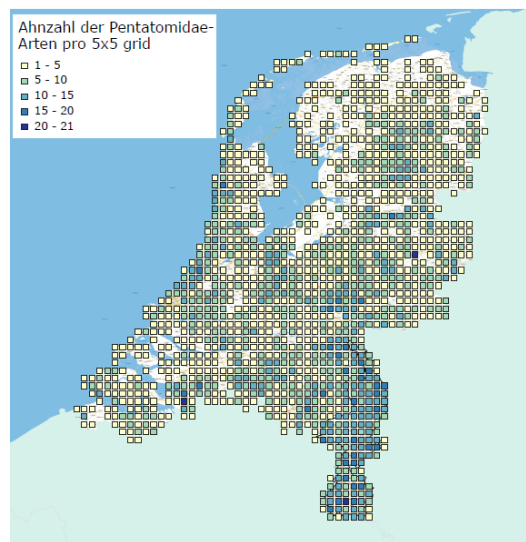 Ahnzahl der Pentatomidae-
Arten pro 5x5 grid
1 - 5
5 - 10
10 - 15
15 - 20
20 - 21